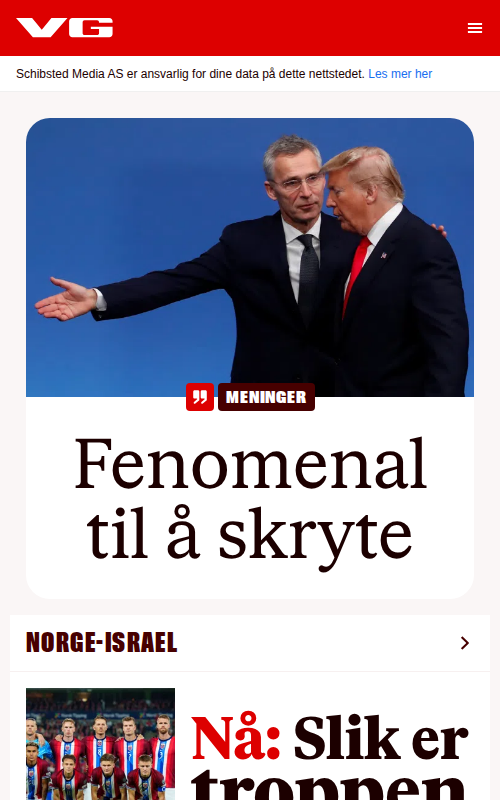 VG
Schibsted Media AS er ansvarlig for dine data på dette nettstedet. Les mer her
MENINGER
Fenomenal
til å skryte
NORGE-ISRAEL
Nå: Slik er
troppen